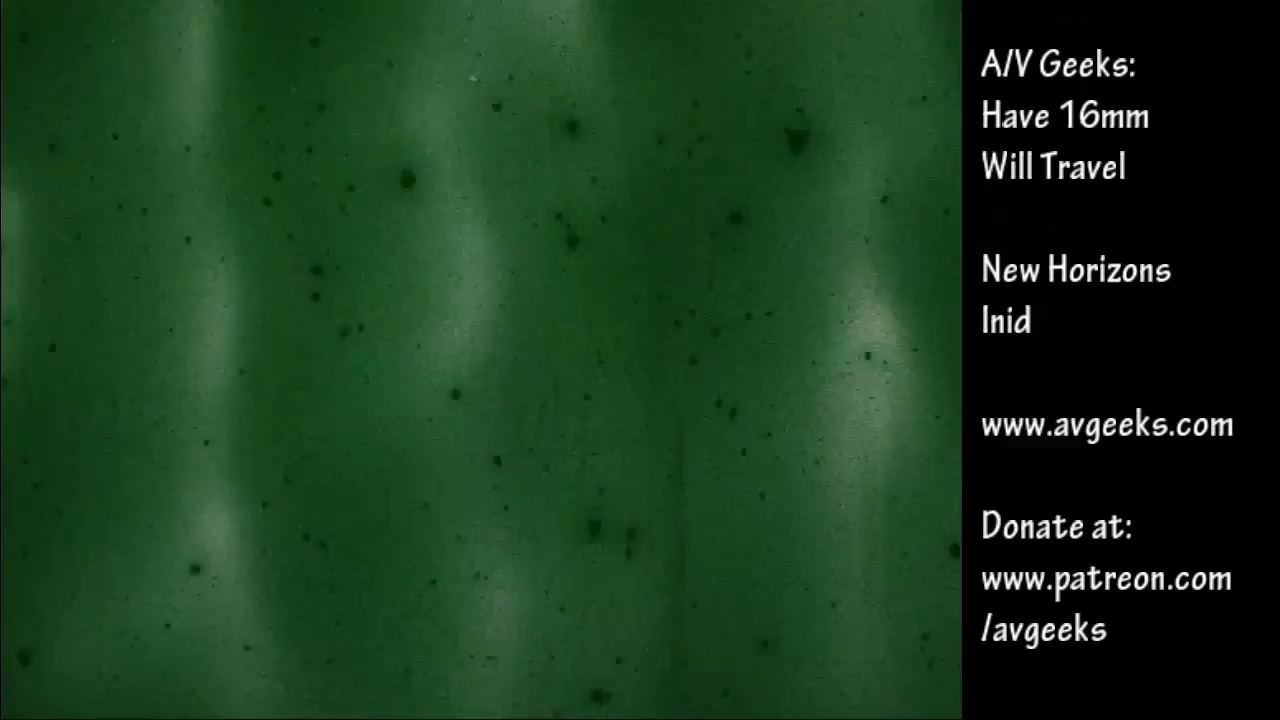 A/V Geeks:
Have 16mm
Will Travel
New Horizons
Inid
www.avgeeks.com
Donate at:
www.patreon.com
/avgeeks